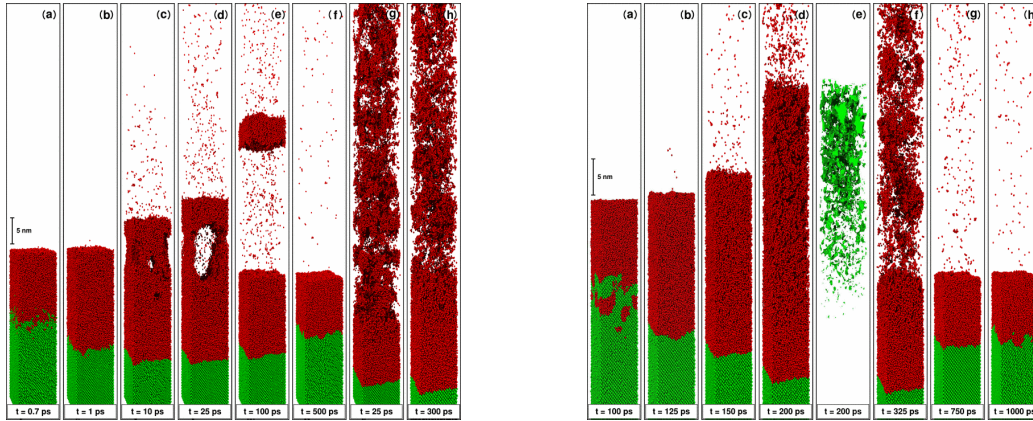 (a) (b) (c) (d) (e) (f) (g) (h)
5 nm
t = 0.7 ps t = 1 ps t = 10 ps t = 25 ps t = 100 ps t = 500 ps t = 25 ps t = 300 ps
(a) (b) (c) (d) (e) (f) (g) (h)
5 nm
t = 100 ps t = 125 ps t = 150 ps t = 200 ps t = 200 ps t = 325 ps t = 750 ps t = 1000 ps